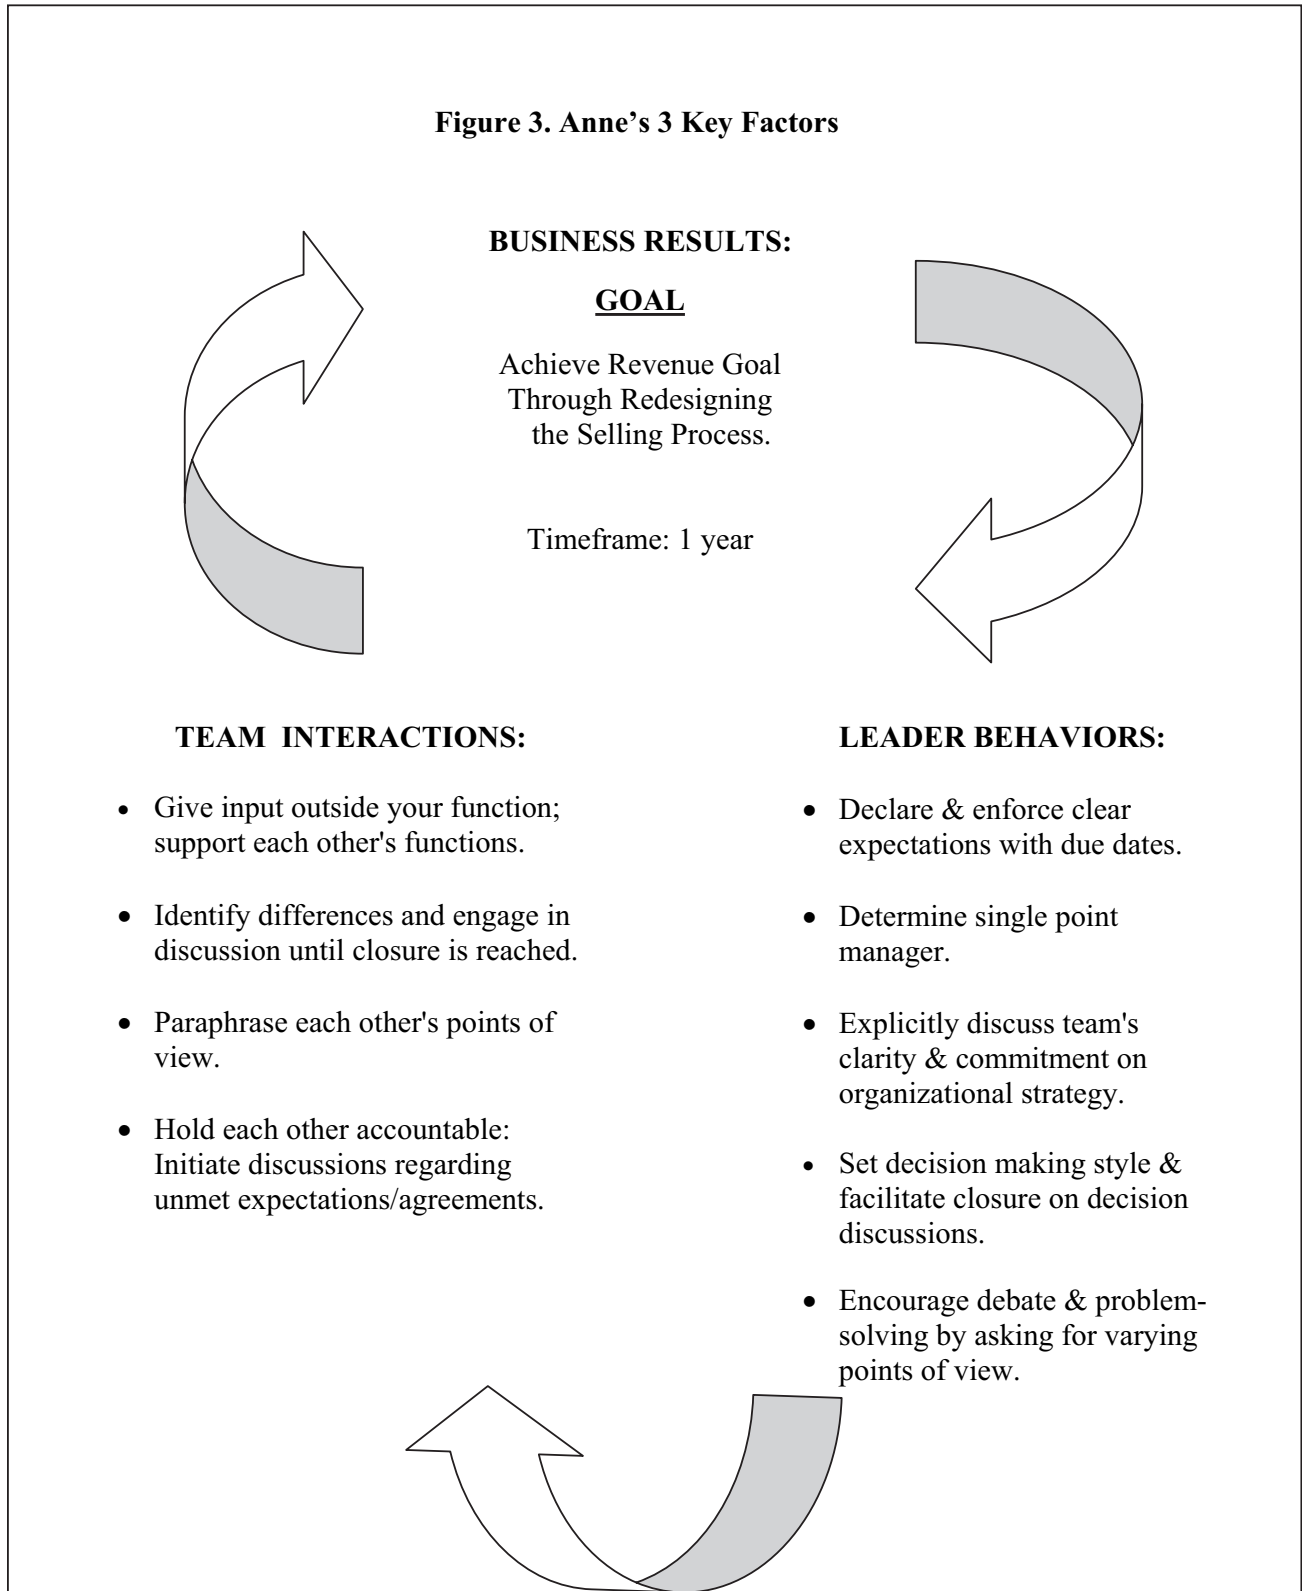 Figure 3. Anne’s 3 Key Factors
BUSINESS RESULTS:
GOAL
Achieve Revenue Goal
Through Redesigning
the Selling Process.
Timeframe: 1 year
TEAM  INTERACTIONS:
• Give input outside your function;
support each other's functions.
• Identify differences and engage in
discussion until closure is reached.
• Paraphrase each other's points of
view.
• Hold each other accountable:
Initiate discussions regarding
unmet expectations/agreements.
LEADER BEHAVIORS:
• Declare & enforce clear
expectations with due dates.
• Determine single point
manager.
• Explicitly discuss team's
clarity & commitment on
organizational strategy.
• Set decision making style &
facilitate closure on decision
discussions.
• Encourage debate & problem-
solving by asking for varying
points of view.